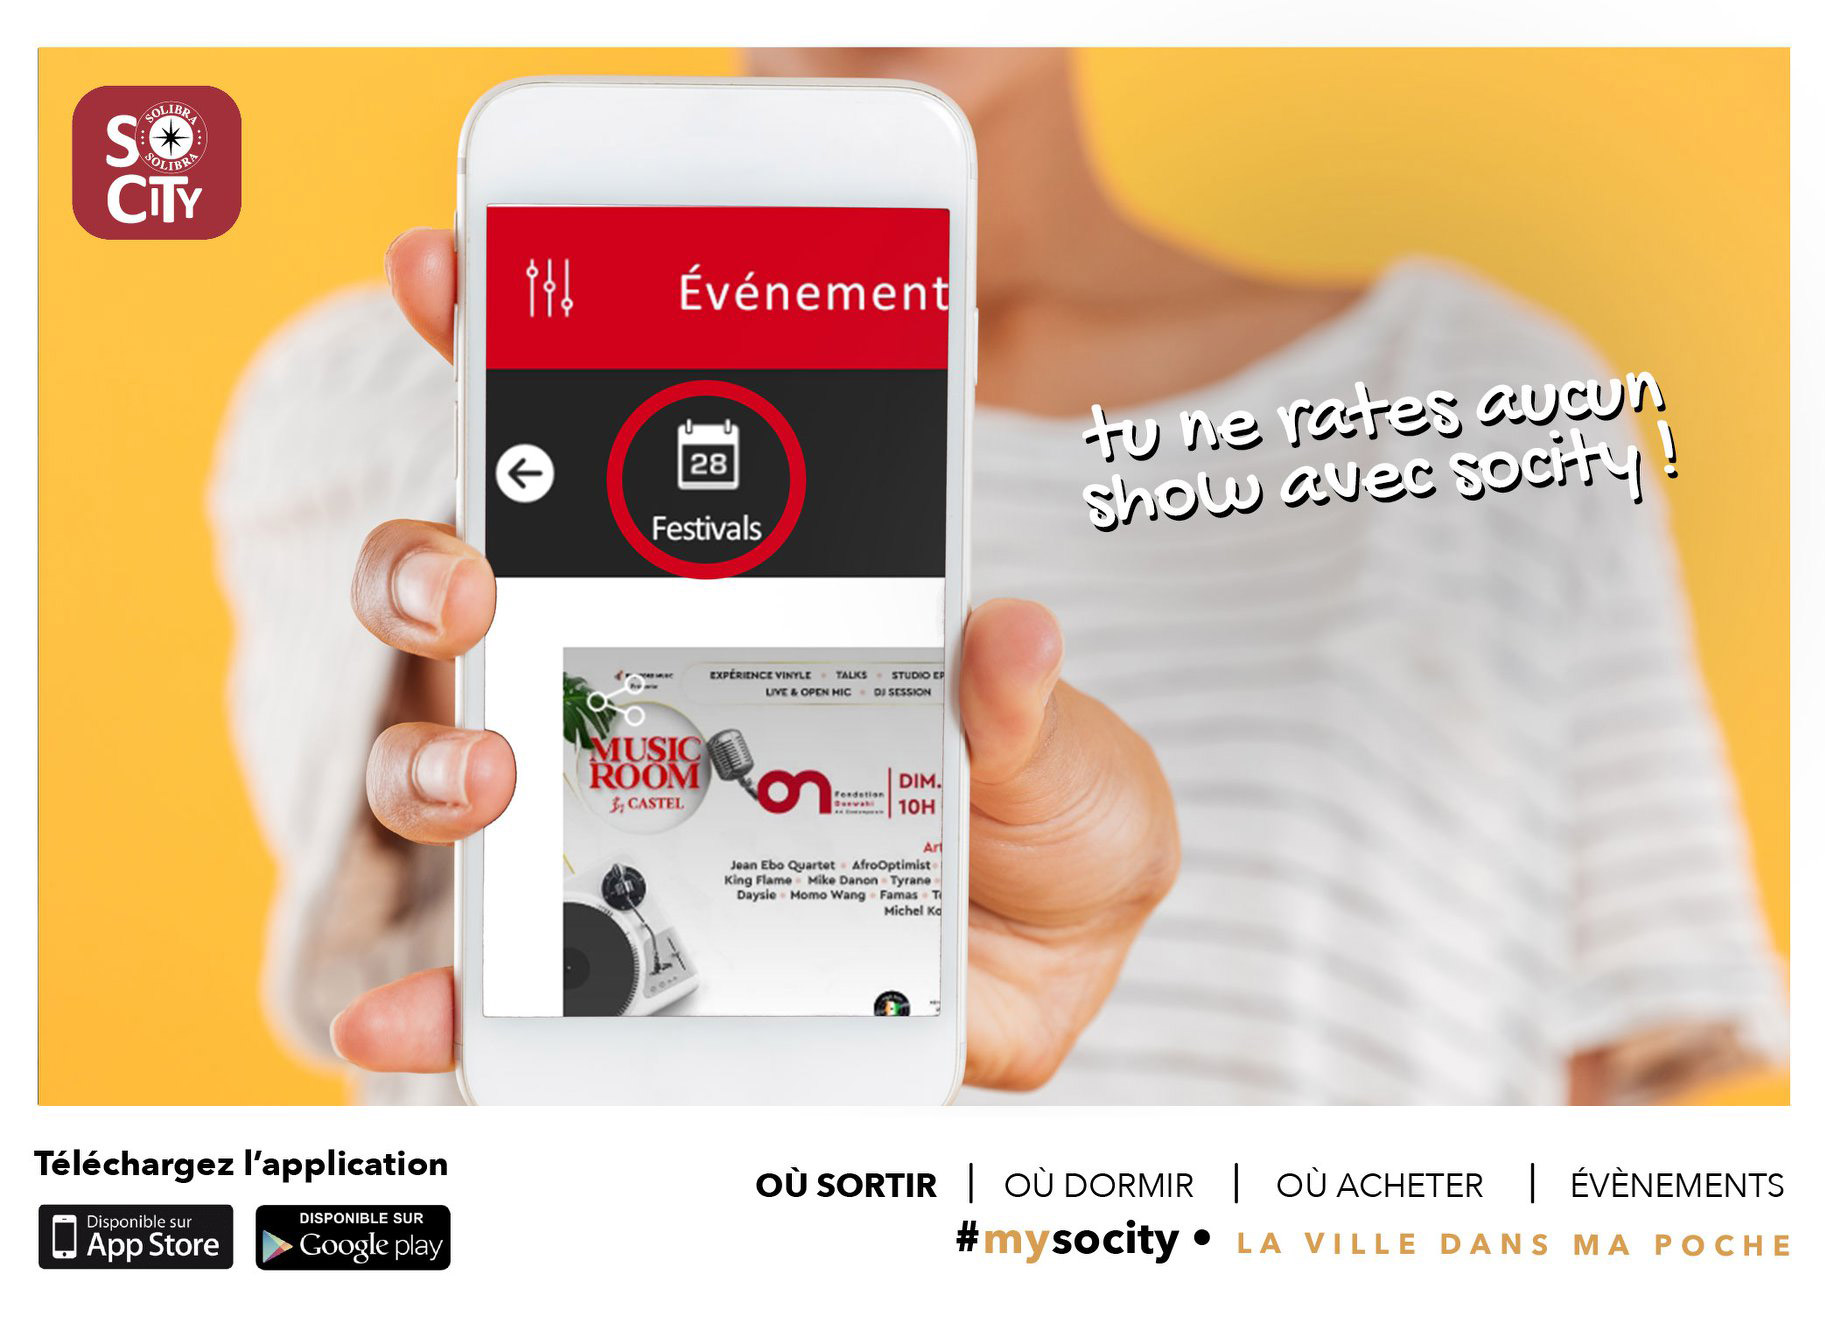 SO
SOLIBRA
SOLIBRA
CiTY
Événement
28
Festivals
tu ne rates aucun
show avec socity !
EXPÉRIENCE VINYLE • TALKS • STUDIO EP
LIVE & OPEN MIC • DJ SESSION
MUSIC
ROOM
By CASTEL
Fondation
Donwahi
DIM.
10H
Art
Jean Ebo Quartet • AfroOptimist •
King Flame • Mike Danon • Tyrane •
Daysie • Momo Wang • Famas • T
Michel Ko
Téléchargez l'application
Disponible sur
App Store
DISPONIBLE SUR
Google play
OÙ SORTIR | OÙ DORMIR | OÙ ACHETER | ÉVÈNEMENTS
#mysocity • LA VILLE DANS MA POCHE